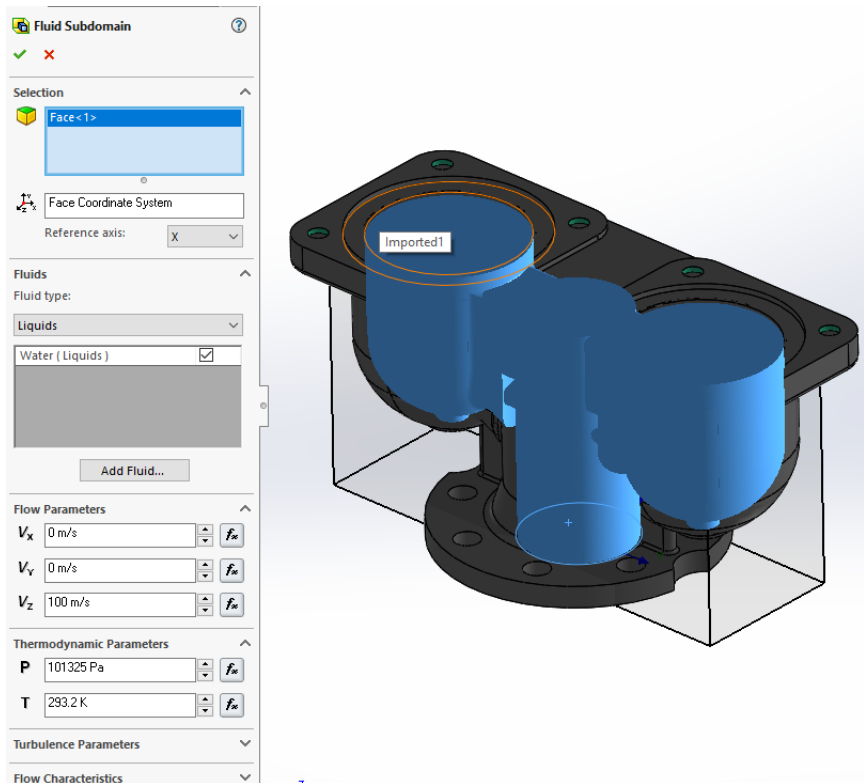 Fluid Subdomain
Selection
Face<1>
Face Coordinate System
Reference axis: X
Fluids
Fluid type:
Liquids
Water ( Liquids )
Add Fluid...
Flow Parameters
Vx 0 m/s
VY 0 m/s
Vz 100 m/s
Thermodynamic Parameters
P 101325 Pa
T 293.2 K
Turbulence Parameters
Flow Characteristics
Imported1